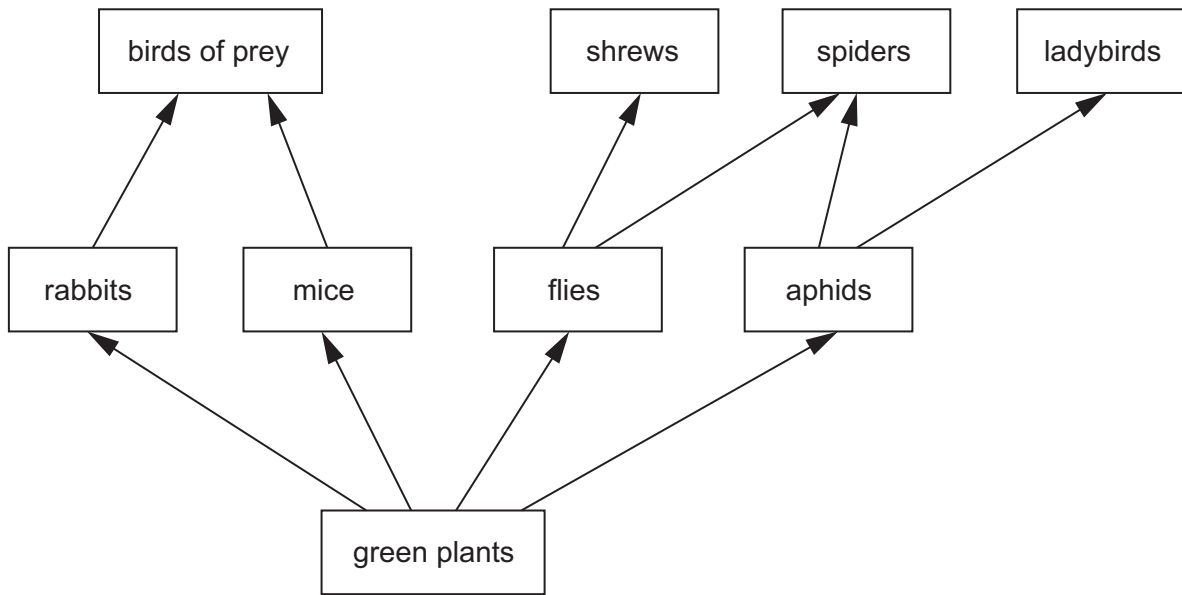 birds of prey
shrews
spiders
ladybirds
rabbits
mice
flies
aphids
green plants